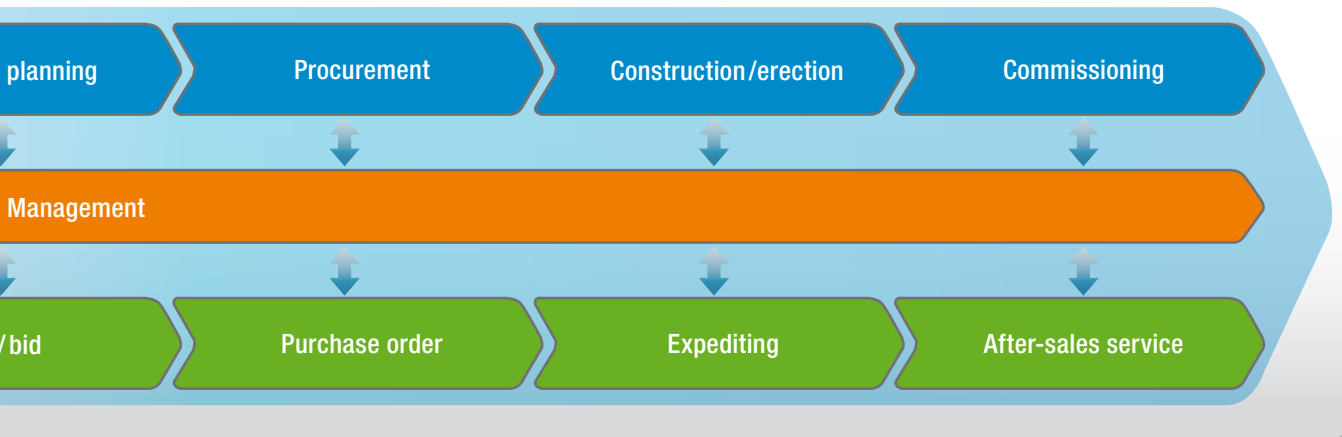 planning
Procurement
Construction/erection
Commissioning
Management
/bid
Purchase order
Expediting
After-sales service